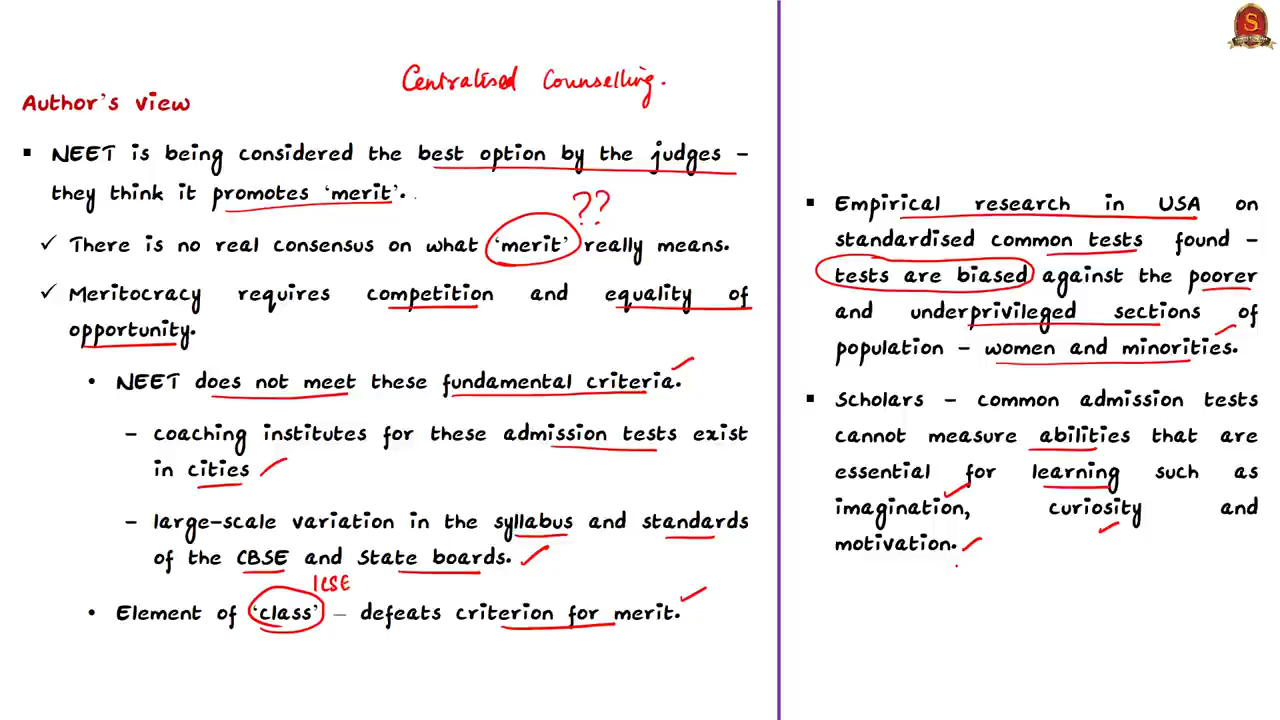 Centralised Counselling.
Author's view
▪ NEET is being considered the best option by the judges –
they think it promotes 'merit'.
??
✓ There is no real consensus on what 'merit' really means.
✓ Meritocracy requires competition and equality of
opportunity.
• NEET does not meet these fundamental criteria.
– coaching institutes for these admission tests exist
in cities
– large-scale variation in the syllabus and standards
of the CBSE and State boards.
ICSE
• Element of 'class' – defeats criterion for merit.
S
▪ Empirical research in USA on
standardised common tests found –
tests are biased against the poorer
and underprivileged sections of
population – women and minorities.
▪ Scholars – common admission tests
cannot measure abilities that are
essential for learning such as
imagination, curiosity and
motivation.